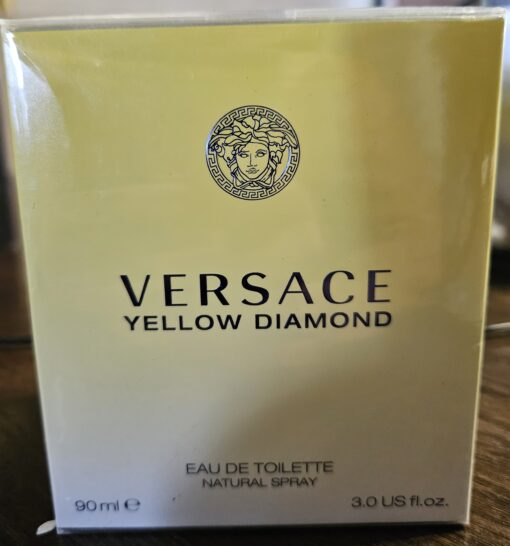 VERSACE
YELLOW DIAMOND
EAU DE TOILETTE
NATURAL SPRAY
90 ml ℮ 3.0 US fl.oz.